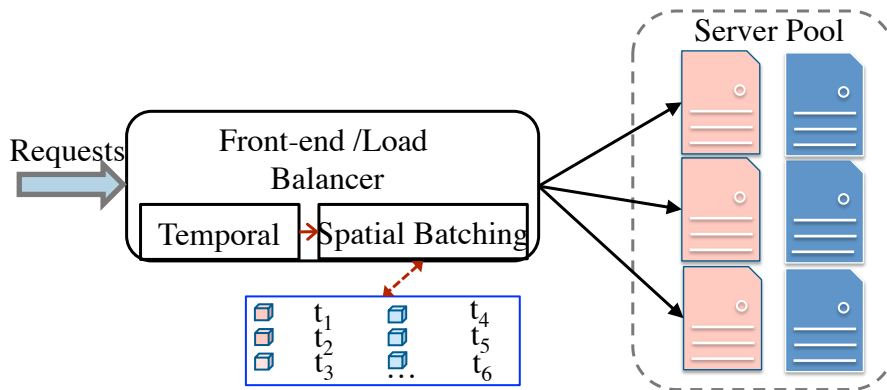 Server Pool
Requests
Front-end /Load
Balancer
Temporal
Spatial Batching
t₁ t₄
t₂ t₅
t₃ ... t₆